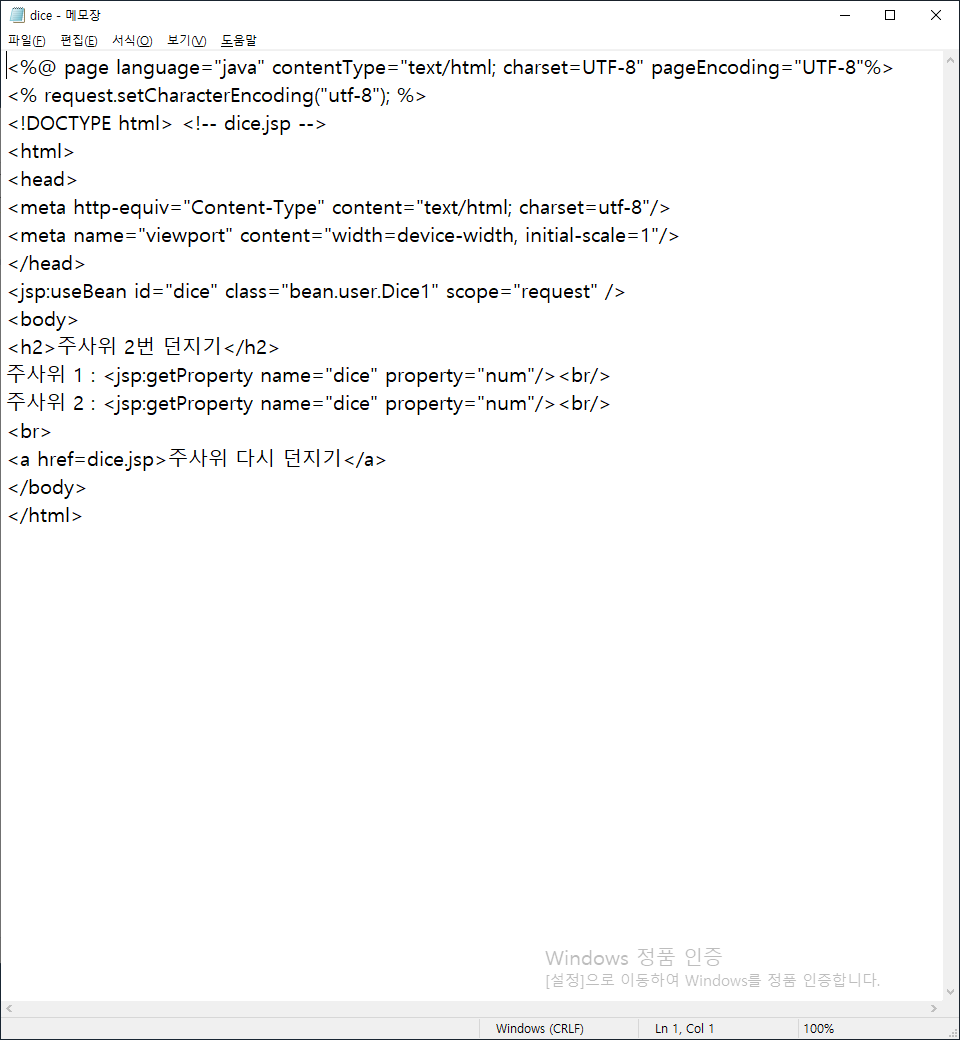 dice - 메모장
파일(F) 편집(E) 서식(O) 보기(V) 도움말
<%@ page language="java" contentType="text/html; charset=UTF-8" pageEncoding="UTF-8"%>
<% request.setCharacterEncoding("utf-8"); %>
<!DOCTYPE html> <!-- dice.jsp -->
<html>
<head>
<meta http-equiv="Content-Type" content="text/html; charset=utf-8"/>
<meta name="viewport" content="width=device-width, initial-scale=1"/>
</head>
<jsp:useBean id="dice" class="bean.user.Dice1" scope="request" />
<body>
<h2>주사위 2번 던지기</h2>
주사위 1 : <jsp:getProperty name="dice" property="num"/><br/>
주사위 2 : <jsp:getProperty name="dice" property="num"/><br/>
<br>
<a href=dice.jsp>주사위 다시 던지기</a>
</body>
</html>
Windows 정품 인증
[설정]으로 이동하여 Windows를 정품 인증합니다.
Windows (CRLF) Ln 1, Col 1 100%